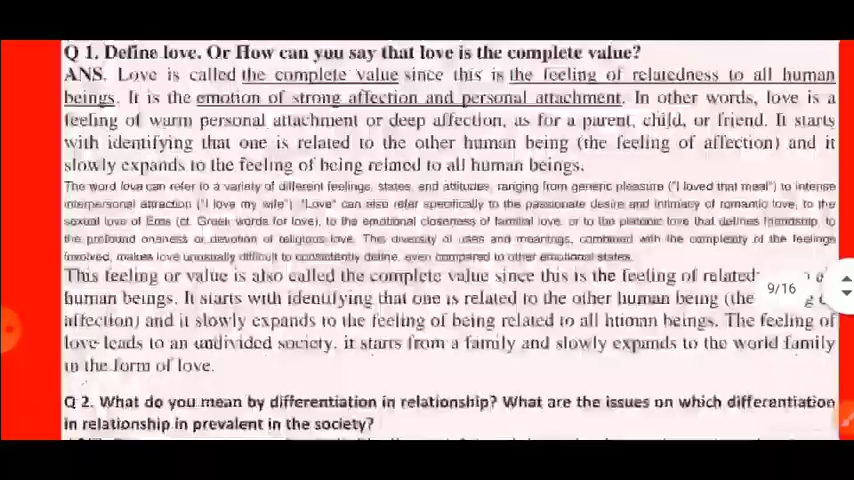 Q 1. Define love. Or How can you say that love is the complete value?
ANS. Love is called the complete value since this is the feeling of relatedness to all human
beings. It is the emotion of strong affection and personal attachment. In other words, love is a
feeling of warm personal attachment or deep affection, as for a parent, child, or friend. It starts
with identifying that one is related to the other human being (the feeling of affection) and it
slowly expands to the feeling of being related to all human beings.
The word love can refer to a variety of different feelings, states, and attitudes, ranging from generic pleasure ("I loved that meal") to intense
interpersonal attraction ("I love my wife"). "Love" can also refer specifically to the passionate desire and intimacy of romantic love, to the
sexual love of Eros (cf. Greek words for love), to the emotional closeness of familial love, or to the platonic love that defines friendship, to
the profound oneness or devotion of religious love. This diversity of uses and meanings, combined with the complexity of the feelings
involved, makes love unusually difficult to consistently define, even compared to other emotional states.
This feeling or value is also called the complete value since this is the feeling of related
human beings. It starts with identifying that one is related to the other human being (the
9/16
affection) and it slowly expands to the feeling of being related to all human beings. The feeling of
love leads to an undivided society, it starts from a family and slowly expands to the world family
in the form of love.
Q 2. What do you mean by differentiation in relationship? What are the issues on which differentiation
in relationship in prevalent in the society?